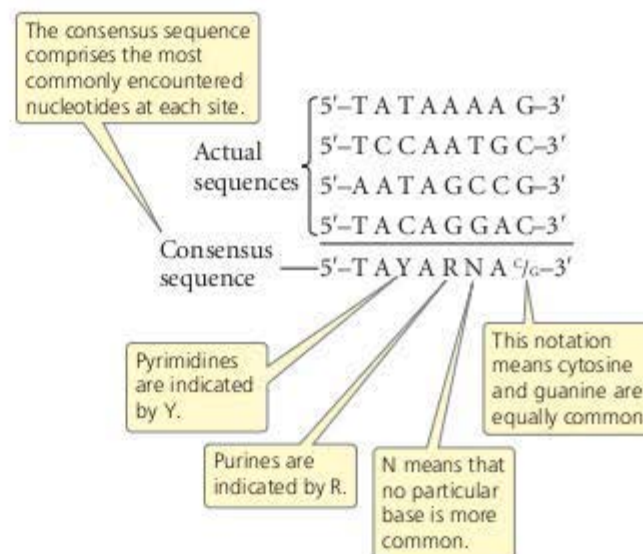 The consensus sequence
comprises the most
commonly encountered
nucleotides at each site.
Actual
sequences
5′–T A T A A A A G–3′
5′–T C C A A T G C–3′
5′–A A T A G C C G–3′
5′–T A C A G G A C–3′
Consensus
sequence
5′–T A Y A R N A C/G–3′
Pyrimidines
are indicated
by Y.
Purines are
indicated by R.
N means that
no particular
base is more
common.
This notation
means cytosine
and guanine are
equally common